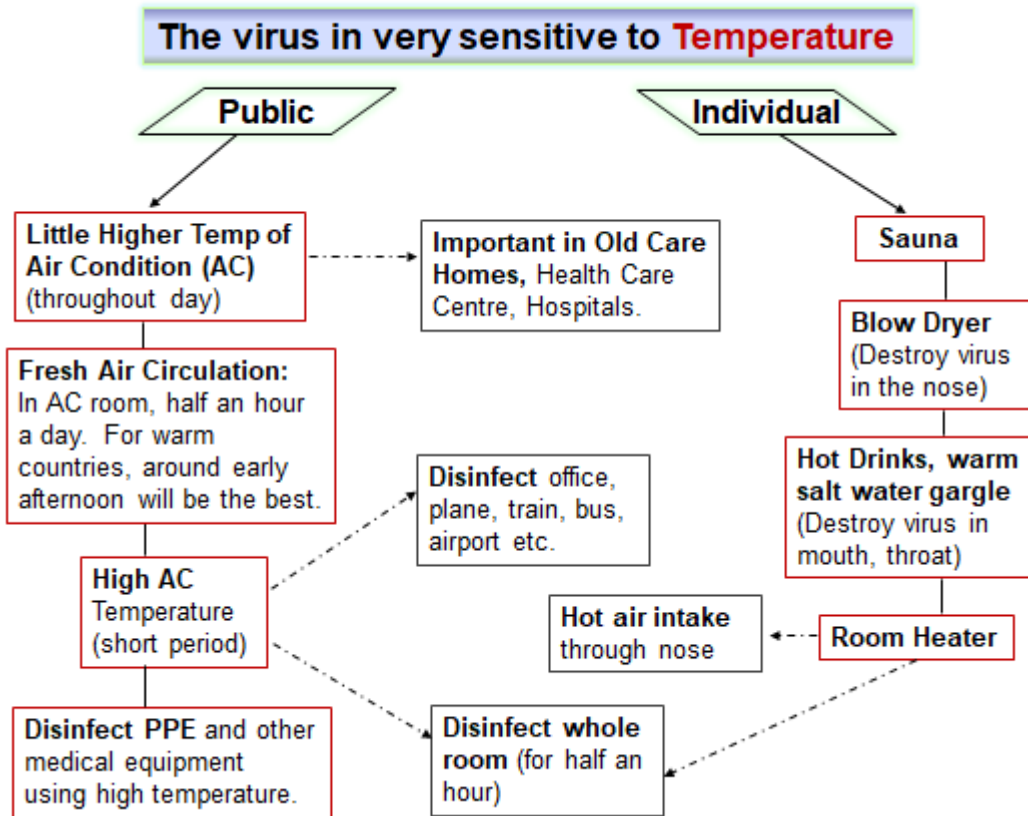 The virus in very sensitive to Temperature
Public
Individual
Little Higher Temp of
Air Condition (AC)
(throughout day)
Important in Old Care
Homes, Health Care
Centre, Hospitals.
Sauna
Blow Dryer
(Destroy virus
in the nose)
Fresh Air Circulation:
In AC room, half an hour
a day. For warm
countries, around early
afternoon will be the best.
Disinfect office,
plane, train, bus,
airport etc.
Hot Drinks, warm
salt water gargle
(Destroy virus in
mouth, throat)
High AC
Temperature
(short period)
Hot air intake
through nose
Room Heater
Disinfect PPE and other
medical equipment
using high temperature.
Disinfect whole
room (for half an
hour)